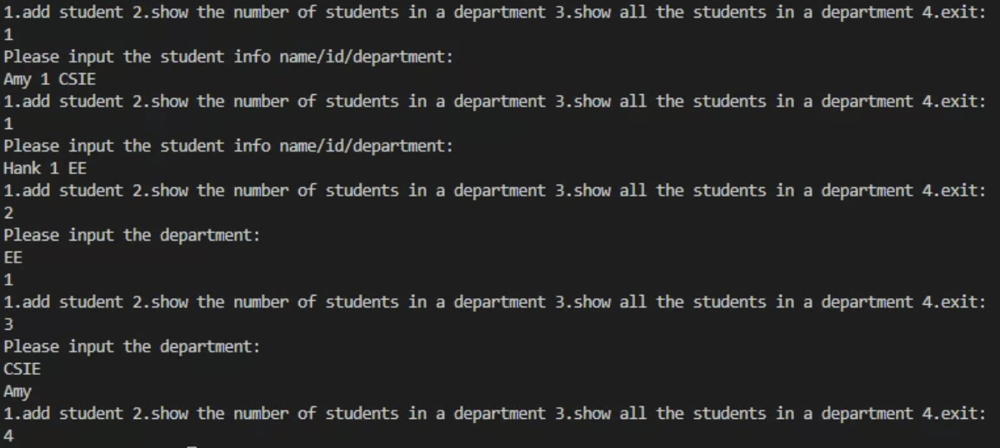 1.add student 2.show the number of students in a department 3.show all the students in a department 4.exit:
1
Please input the student info name/id/department:
Amy 1 CSIE
1.add student 2.show the number of students in a department 3.show all the students in a department 4.exit:
1
Please input the student info name/id/department:
Hank 1 EE
1.add student 2.show the number of students in a department 3.show all the students in a department 4.exit:
2
Please input the department:
EE
1
1.add student 2.show the number of students in a department 3.show all the students in a department 4.exit:
3
Please input the department:
CSIE
Amy
1.add student 2.show the number of students in a department 3.show all the students in a department 4.exit:
4